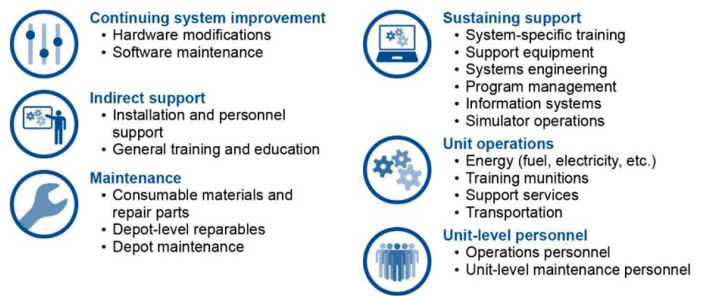 Continuing system improvement
• Hardware modifications
• Software maintenance
Indirect support
• Installation and personnel
support
• General training and education
Maintenance
• Consumable materials and
repair parts
• Depot-level reparables
• Depot maintenance
Sustaining support
• System-specific training
• Support equipment
• Systems engineering
• Program management
• Information systems
• Simulator operations
Unit operations
• Energy (fuel, electricity, etc.)
• Training munitions
• Support services
• Transportation
Unit-level personnel
• Operations personnel
• Unit-level maintenance personnel